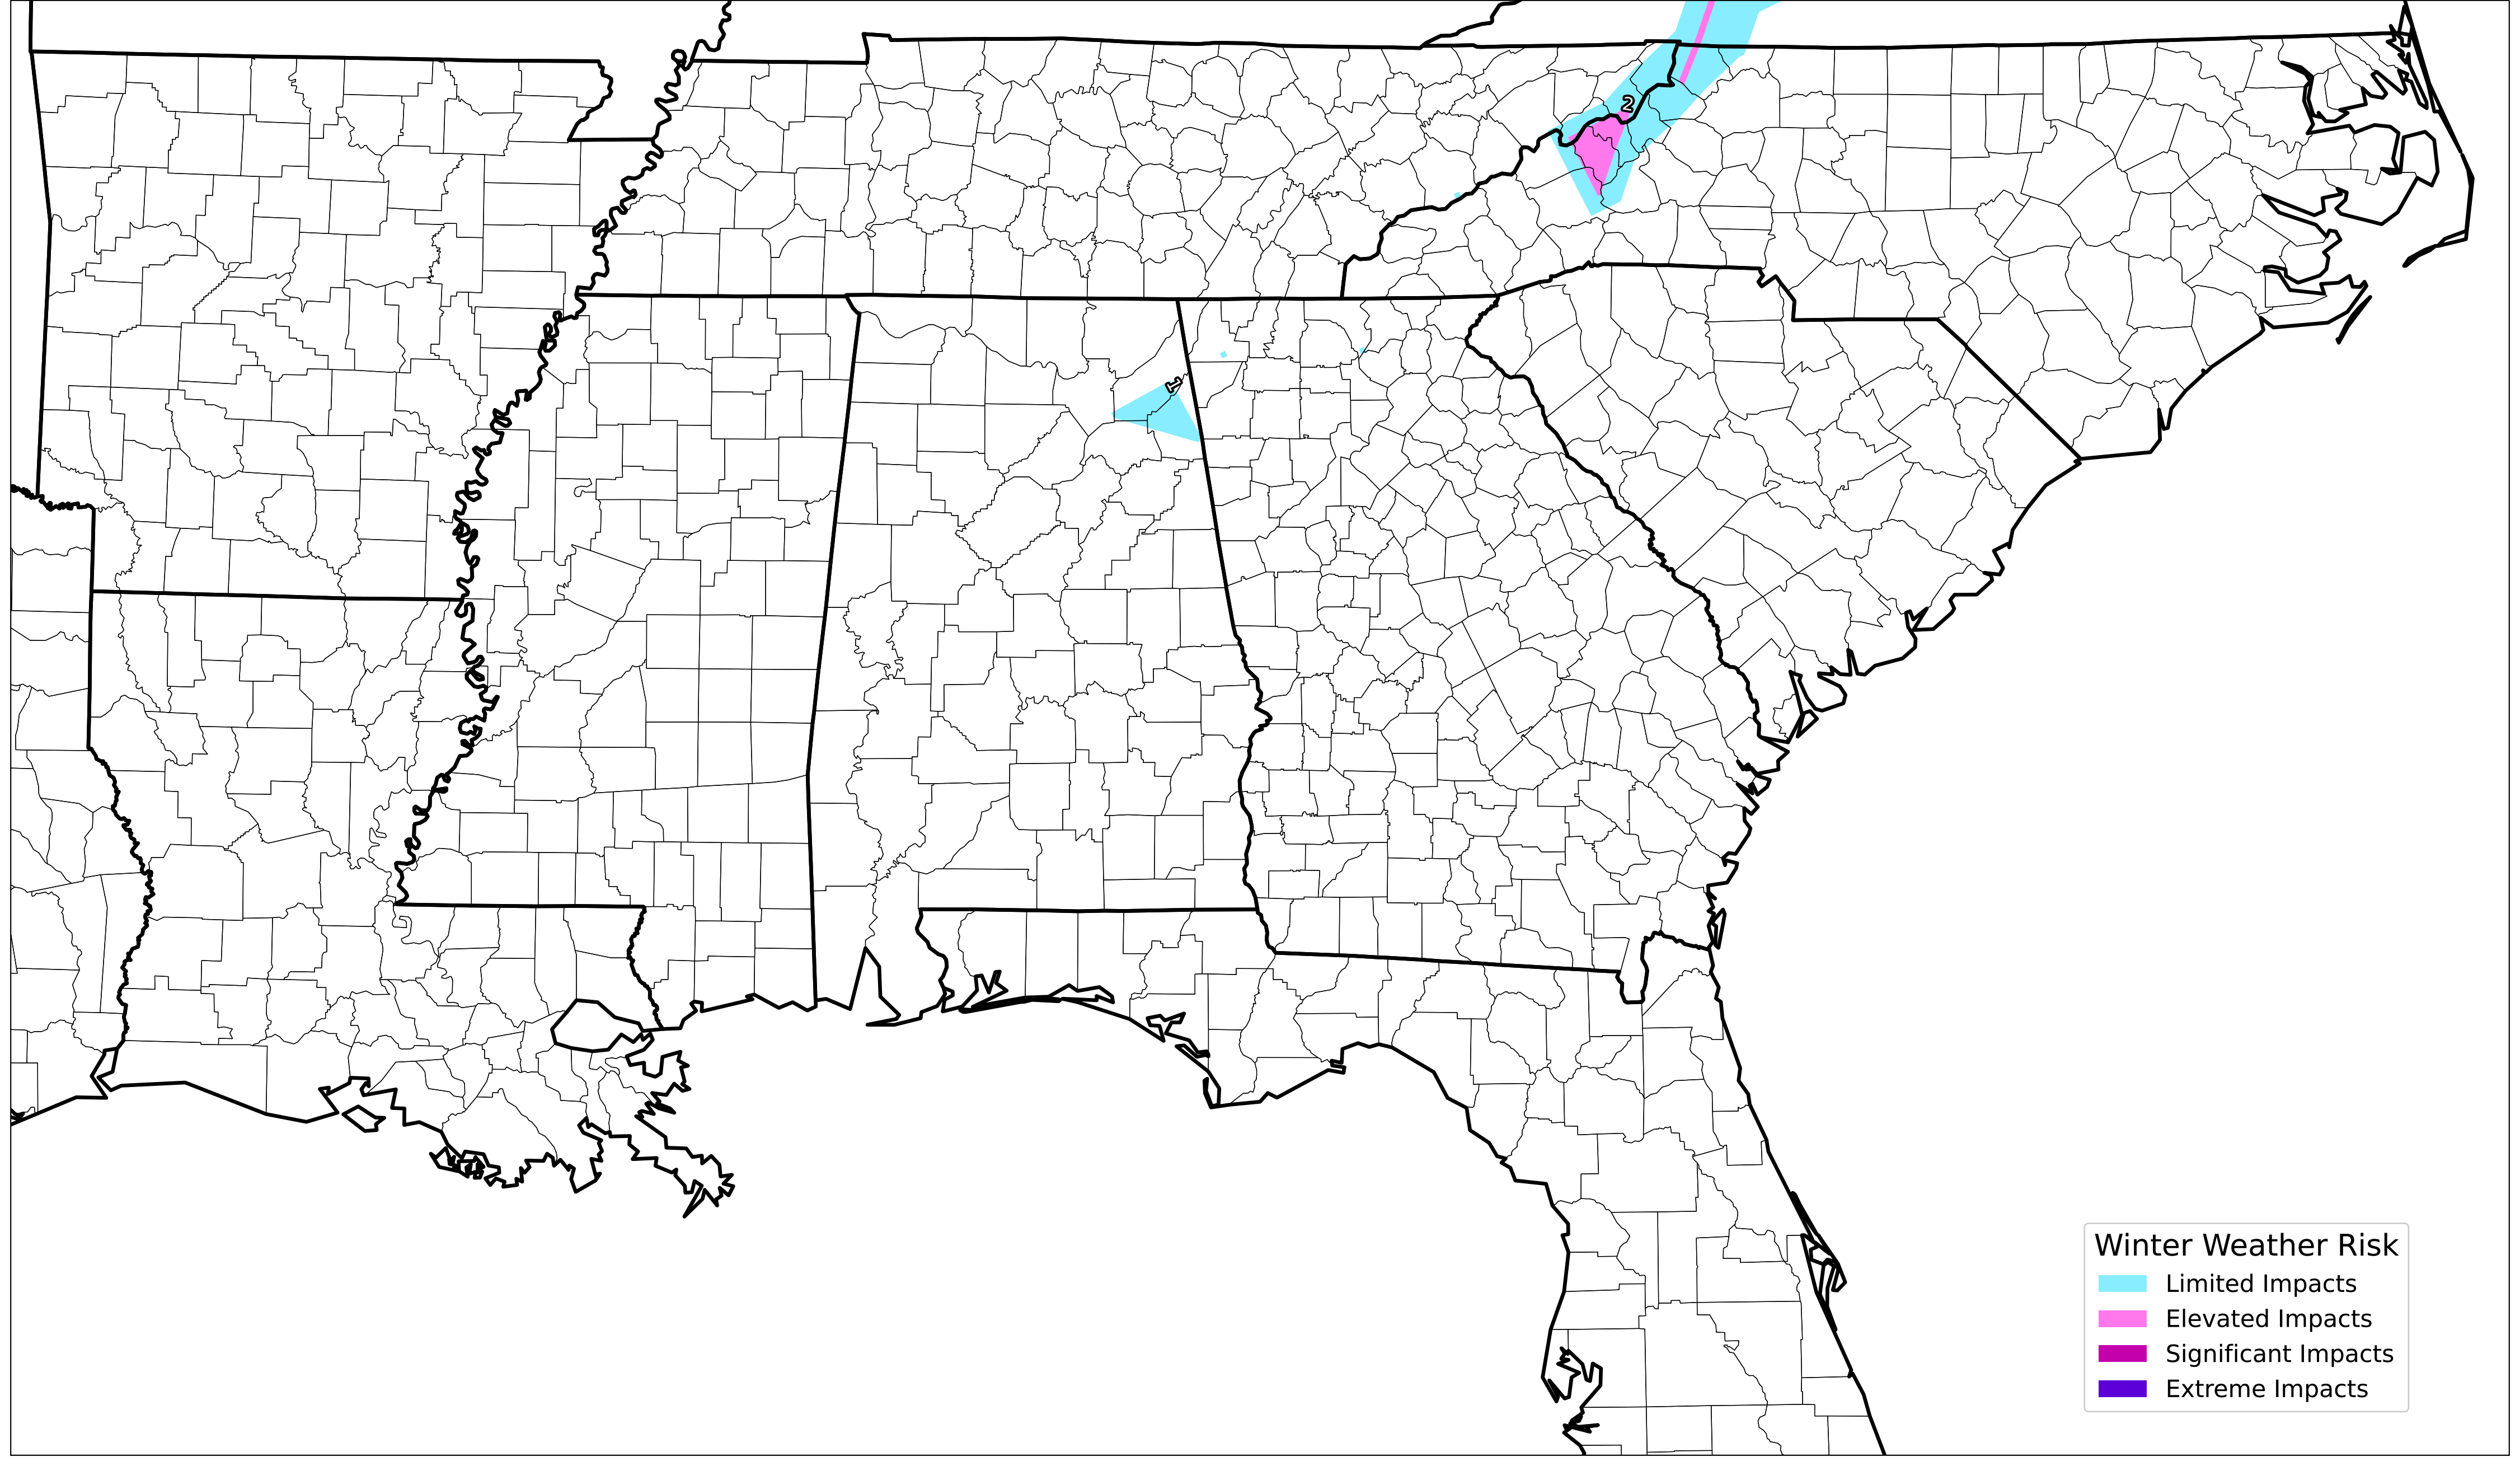 2
1
Winter Weather Risk
Limited Impacts
Elevated Impacts
Significant Impacts
Extreme Impacts